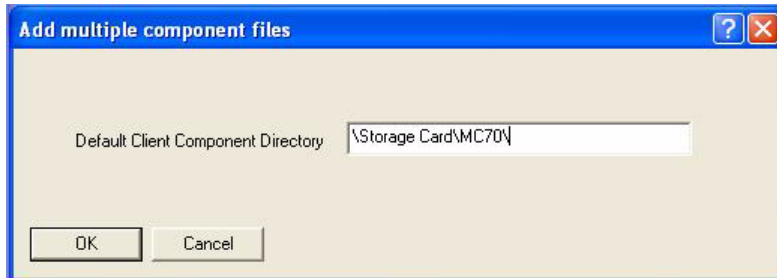 Add multiple component files
Default Client Component Directory \Storage Card\MC70\
OK Cancel